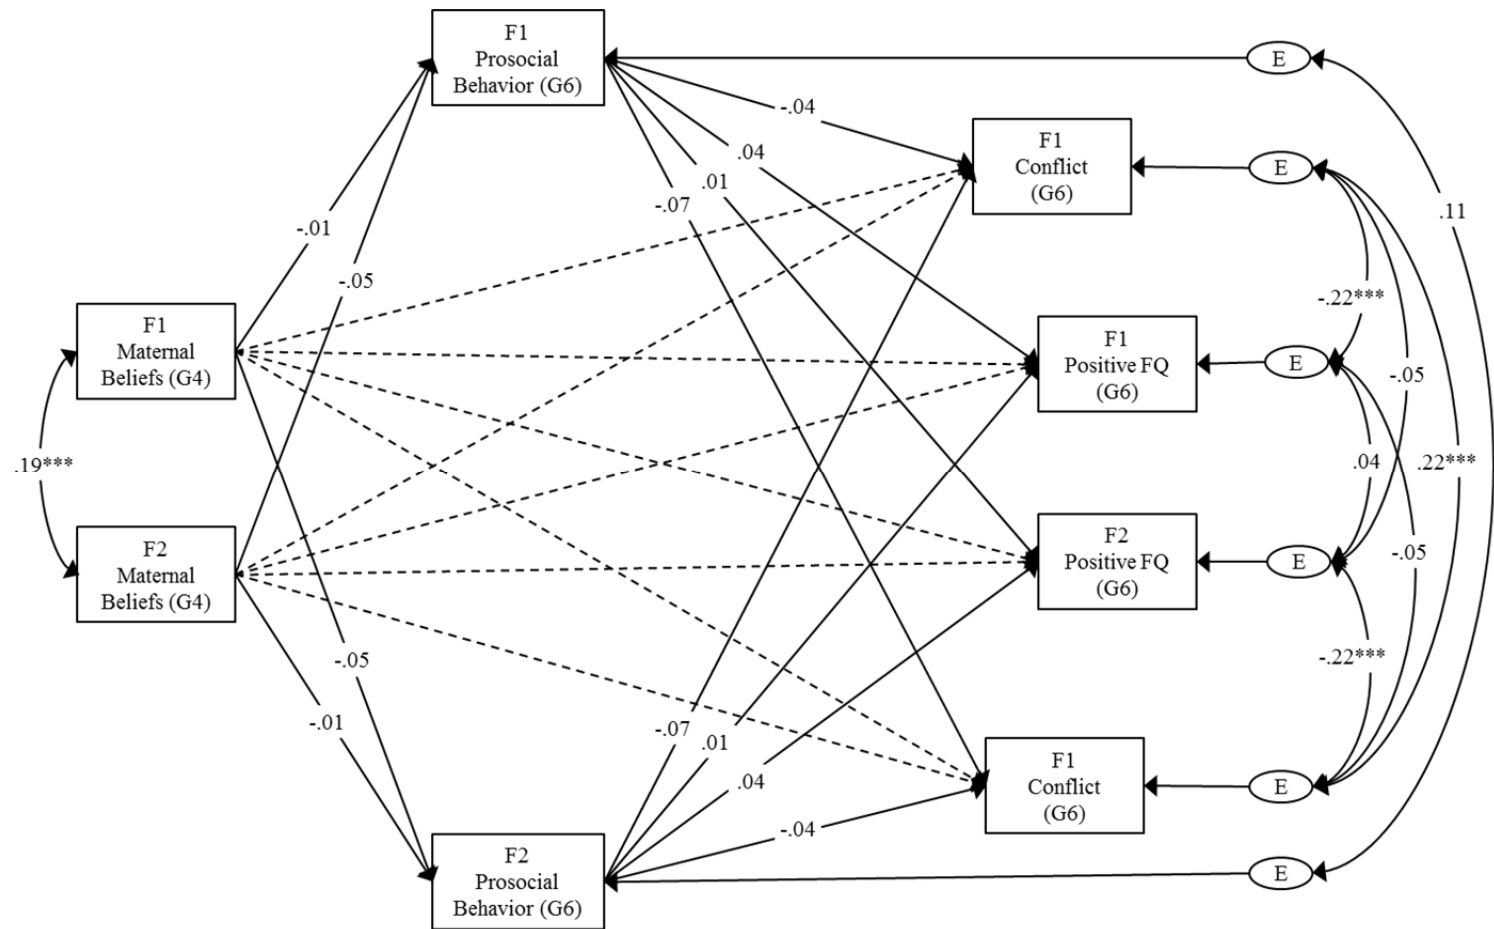 F1
Prosocial
Behavior (G6)
E
-.04
F1
Conflict
(G6)
E
.04
.01
-.07
.11
-.01
-.05
-.22***
F1
Maternal
Beliefs (G4)
F1
Positive FQ
(G6)
E
-.05
.19***
.04
.22***
F2
Maternal
Beliefs (G4)
F2
Positive FQ
(G6)
E
-.05
-.05
-.22***
-.01
-.07
.01
.04
F1
Conflict
(G6)
E
-.04
F2
Prosocial
Behavior (G6)
E